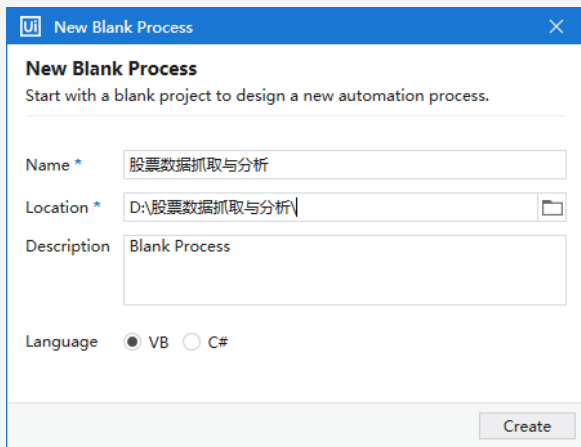 Ui New Blank Process
New Blank Process
Start with a blank project to design a new automation process.
Name * 股票数据抓取与分析
Location * D:\股票数据抓取与分析\
Description Blank Process
Language VB C#
Create